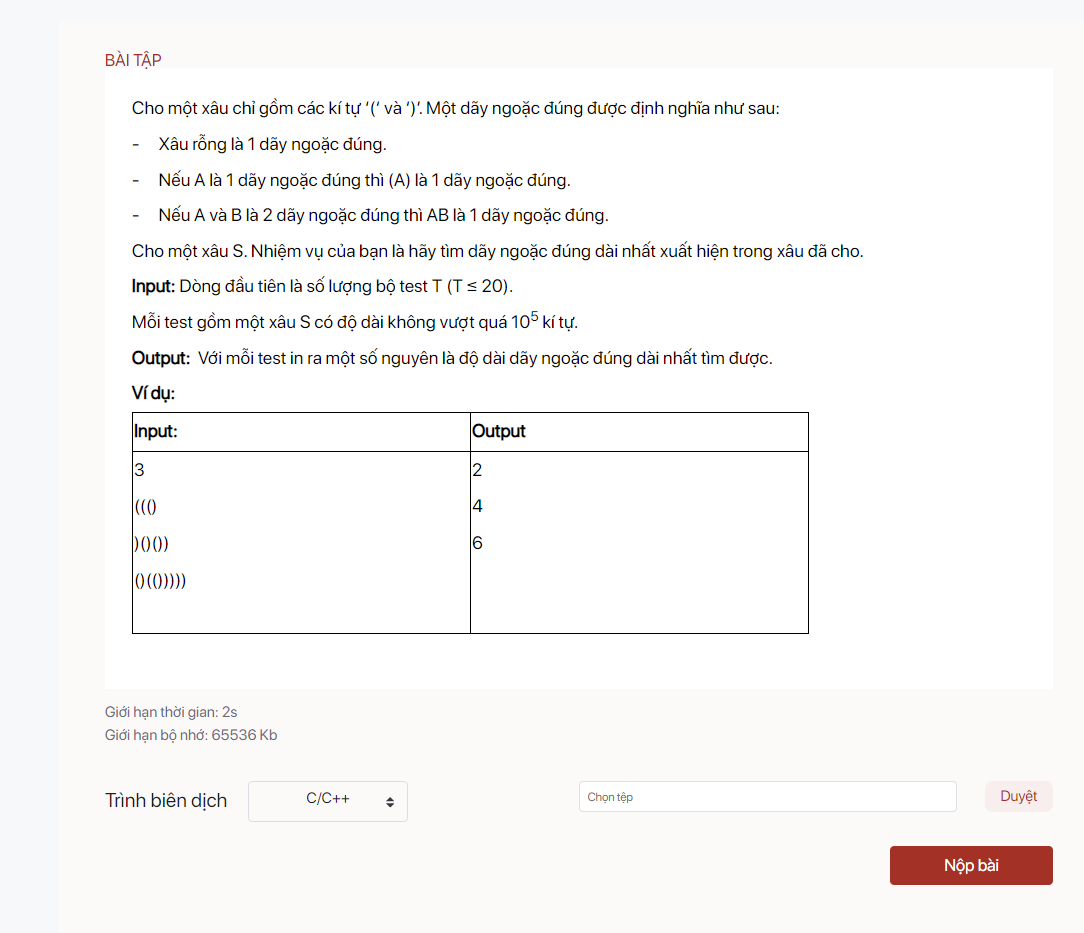 BÀI TẬP
Cho một xâu chỉ gồm các kí tự ‘(‘ và ‘)’. Một dãy ngoặc đúng được định nghĩa như sau:
- Xâu rỗng là 1 dãy ngoặc đúng.
- Nếu A là 1 dãy ngoặc đúng thì (A) là 1 dãy ngoặc đúng.
- Nếu A và B là 2 dãy ngoặc đúng thì AB là 1 dãy ngoặc đúng.
Cho một xâu S. Nhiệm vụ của bạn là hãy tìm dãy ngoặc đúng dài nhất xuất hiện trong xâu đã cho.
Input: Dòng đầu tiên là số lượng bộ test T (T ≤ 20).
Mỗi test gồm một xâu S có độ dài không vượt quá 10⁵ kí tự.
Output: Với mỗi test in ra một số nguyên là độ dài dãy ngoặc đúng dài nhất tìm được.
Ví dụ:
Input: Output
3 2
((() 4
)()()) 6
()(()))))
Giới hạn thời gian: 2s
Giới hạn bộ nhớ: 65536 Kb
Trình biên dịch C/C++ Chọn tệp Duyệt
Nộp bài